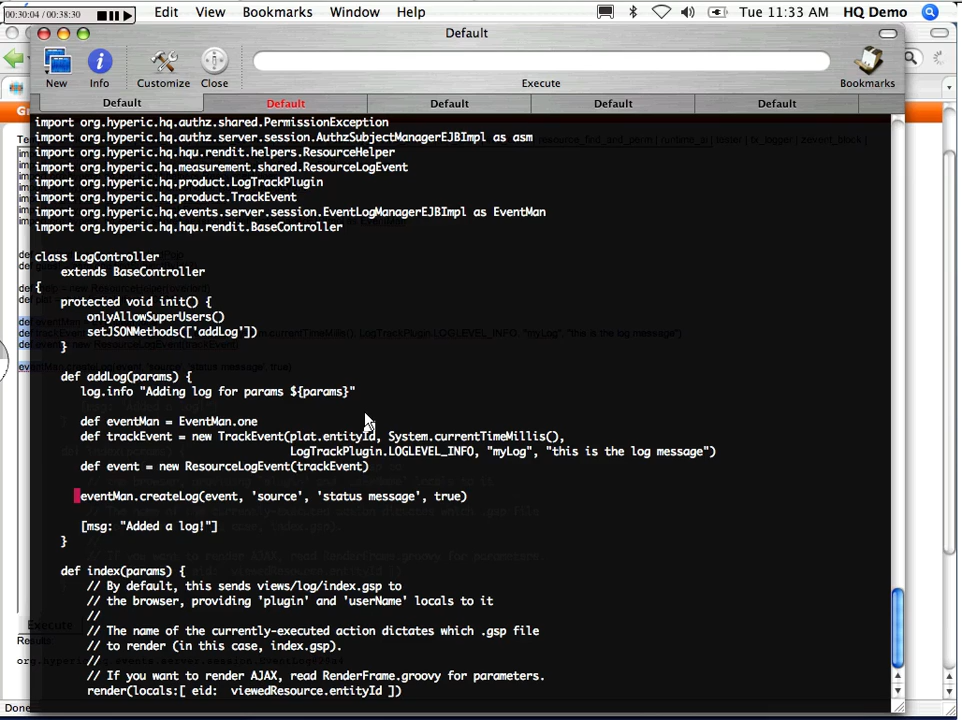 00:30:04 / 00:38:30
Edit View Bookmarks Window Help
Tue 11:33 AM HQ Demo
Default
New Info Customize Close Execute Bookmarks
Default Default Default Default Default
import org.hyperic.hq.authz.shared.PermissionException
import org.hyperic.hq.authz.server.session.AuthzSubjectManagerEJBImpl as asm
import org.hyperic.hq.hqu.rendit.helpers.ResourceHelper
import org.hyperic.hq.measurement.shared.ResourceLogEvent
import org.hyperic.hq.product.LogTrackPlugin
import org.hyperic.hq.product.TrackEvent
import org.hyperic.hq.events.server.session.EventLogManagerEJBImpl as EventMan
import org.hyperic.hq.hqu.rendit.BaseController
class LogController
extends BaseController
{
protected void init() {
onlyAllowSuperUsers()
setJSONMethods(['addLog'])
}
def addLog(params) {
log.info "Adding log for params ${params}"
def eventMan = EventMan.one
def trackEvent = new TrackEvent(plat.entityId, System.currentTimeMillis(),
LogTrackPlugin.LOGLEVEL_INFO, "myLog", "this is the log message")
def event = new ResourceLogEvent(trackEvent)
eventMan.createLog(event, 'source', 'status message', true)
[msg: "Added a log!"]
}
def index(params) {
// By default, this sends views/log/index.gsp to
// the browser, providing 'plugin' and 'userName' locals to it
//
// The name of the currently-executed action dictates which .gsp file
// to render (in this case, index.gsp).
//
// If you want to render AJAX, read RenderFrame.groovy for parameters.
render(locals:[ eid: viewedResource.entityId ])
Execute
Results
Done